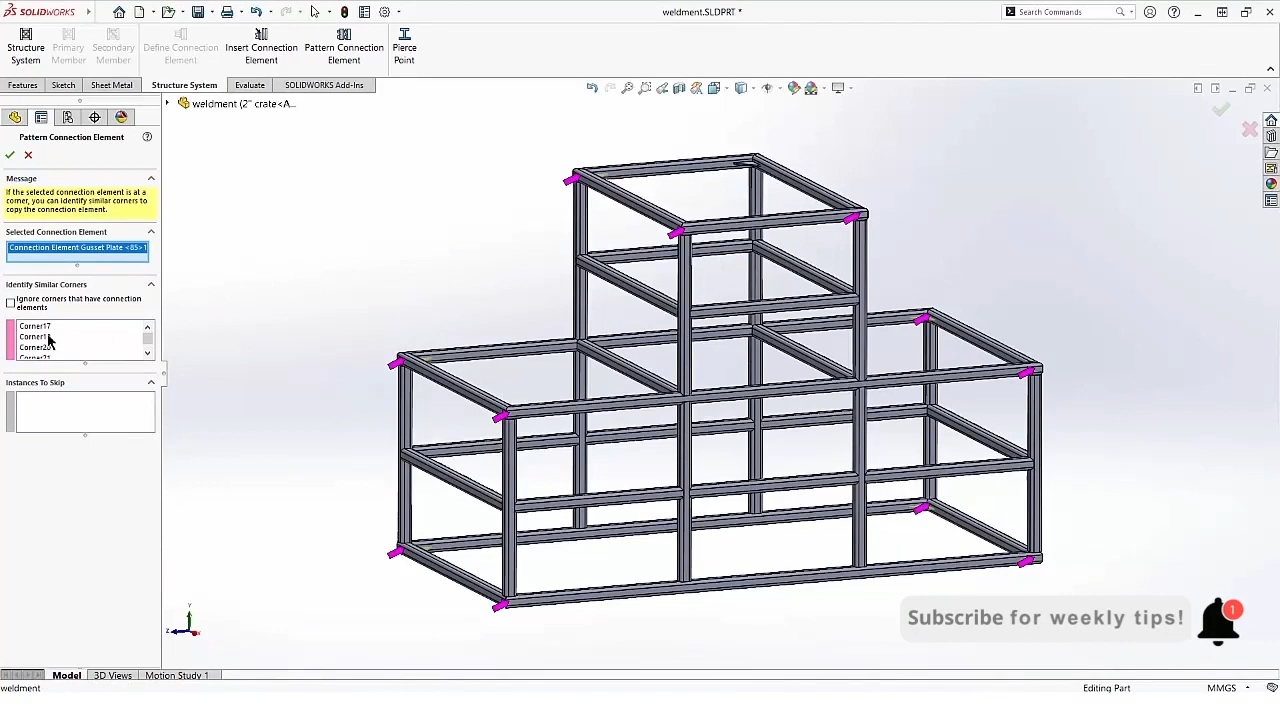 SOLIDWORKS
weldment.SLDPRT *
Search Commands
Structure System
Primary Member
Secondary Member
Define Connection Element
Insert Connection Element
Pattern Connection Element
Pierce Point
Features
Sketch
Sheet Metal
Structure System
Evaluate
SOLIDWORKS Add-Ins
weldment (2" crate<A...
Pattern Connection Element
Message
If the selected connection element is at a
corner, you can identify similar corners to
copy the connection element.
Selected Connection Element
Connection Element Gusset Plate <85>1
Identify Similar Corners
Ignore corners that have connection
elements
Corner17
Corner21
Instances To Skip
Y
Z
X
Subscribe for weekly tips!
1
Model
3D Views
Motion Study 1
weldment
Editing Part
MMGS